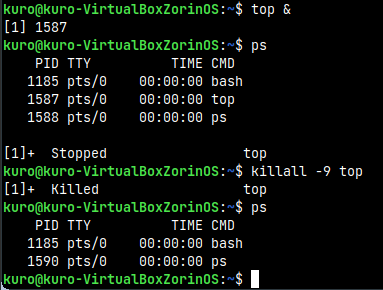 kuro@kuro-VirtualBoxZorinOS:~$ top &
[1] 1587
kuro@kuro-VirtualBoxZorinOS:~$ ps
    PID TTY          TIME CMD
   1185 pts/0    00:00:00 bash
   1587 pts/0    00:00:00 top
   1588 pts/0    00:00:00 ps

[1]+  Stopped                 top
kuro@kuro-VirtualBoxZorinOS:~$ killall -9 top
[1]+  Killed                  top
kuro@kuro-VirtualBoxZorinOS:~$ ps
    PID TTY          TIME CMD
   1185 pts/0    00:00:00 bash
   1590 pts/0    00:00:00 ps
kuro@kuro-VirtualBoxZorinOS:~$